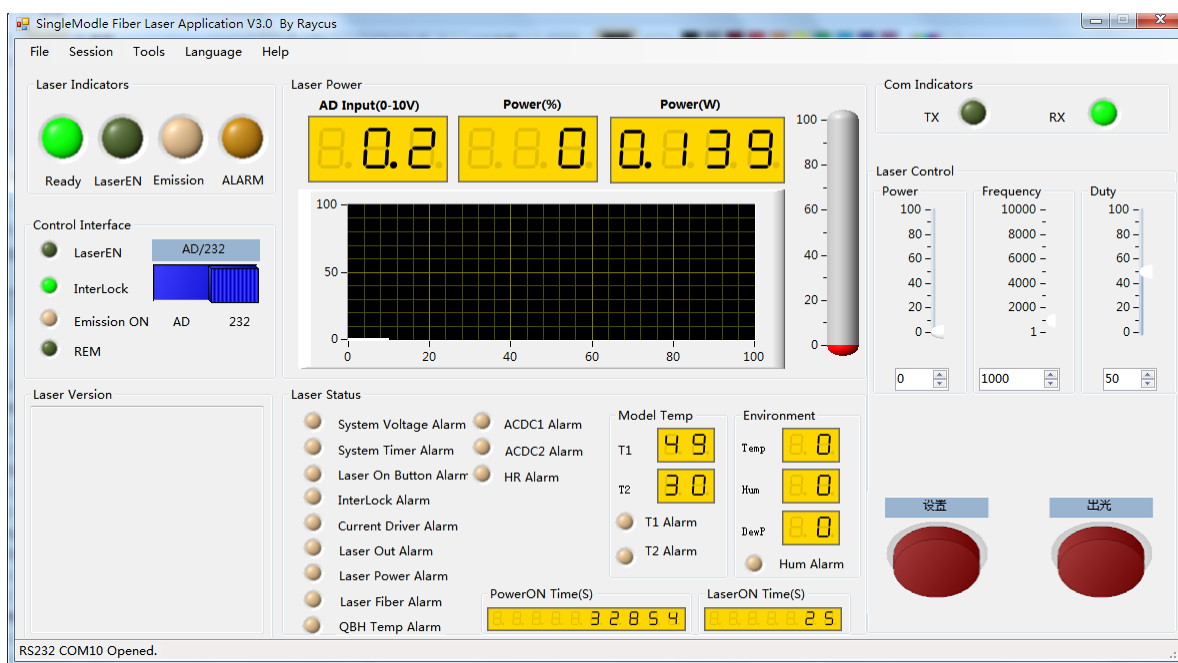 SingleModle Fiber Laser Application V3.0 By Raycus
File Session Tools Language Help
Laser Indicators
Ready LaserEN Emission ALARM
Control Interface
LaserEN
AD/232
InterLock
Emission ON
AD 232
REM
Laser Version
Laser Power
AD Input(0-10V) Power(%) Power(W)
0.2 0 0.139
100
50
0
0 20 40 60 80 100
100
80
60
40
20
0
Laser Status
System Voltage Alarm
System Timer Alarm
Laser On Button Alarm
InterLock Alarm
Current Driver Alarm
Laser Out Alarm
Laser Power Alarm
Laser Fiber Alarm
QBH Temp Alarm
ACDC1 Alarm
ACDC2 Alarm
HR Alarm
Model Temp
T1 49
T2 30
T1 Alarm
T2 Alarm
Environment
Temp 0
Hum 0
DewP 0
Hum Alarm
PowerON Time(S)
32854
LaserON Time(S)
25
Com Indicators
TX RX
Laser Control
Power
100
80
60
40
20
0
0
Frequency
10000
8000
6000
4000
2000
1
1000
Duty
100
80
60
40
20
0
50
设置
出光
RS232 COM10 Opened.